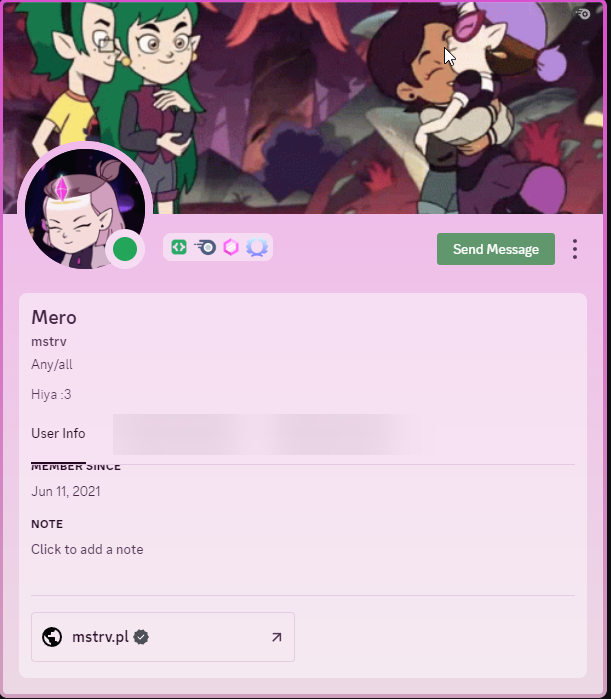 Send Message
Mero
mstrv
Any/all
Hiya :3
User Info
MEMBER SINCE
Jun 11, 2021
NOTE
Click to add a note
mstrv.pl